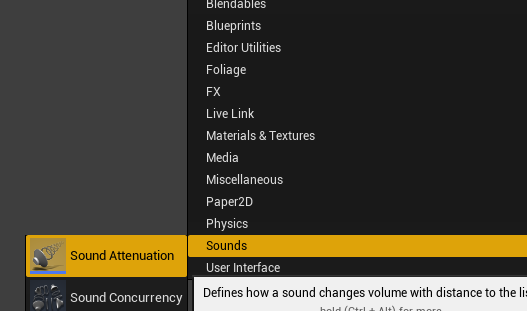 Blendables
Blueprints
Editor Utilities
Foliage
FX
Live Link
Materials & Textures
Media
Miscellaneous
Paper2D
Physics
Sounds
User Interface
Sound Attenuation
Sound Concurrency
Defines how a sound changes volume with distance to the lis
hold (Ctrl + Alt) for more